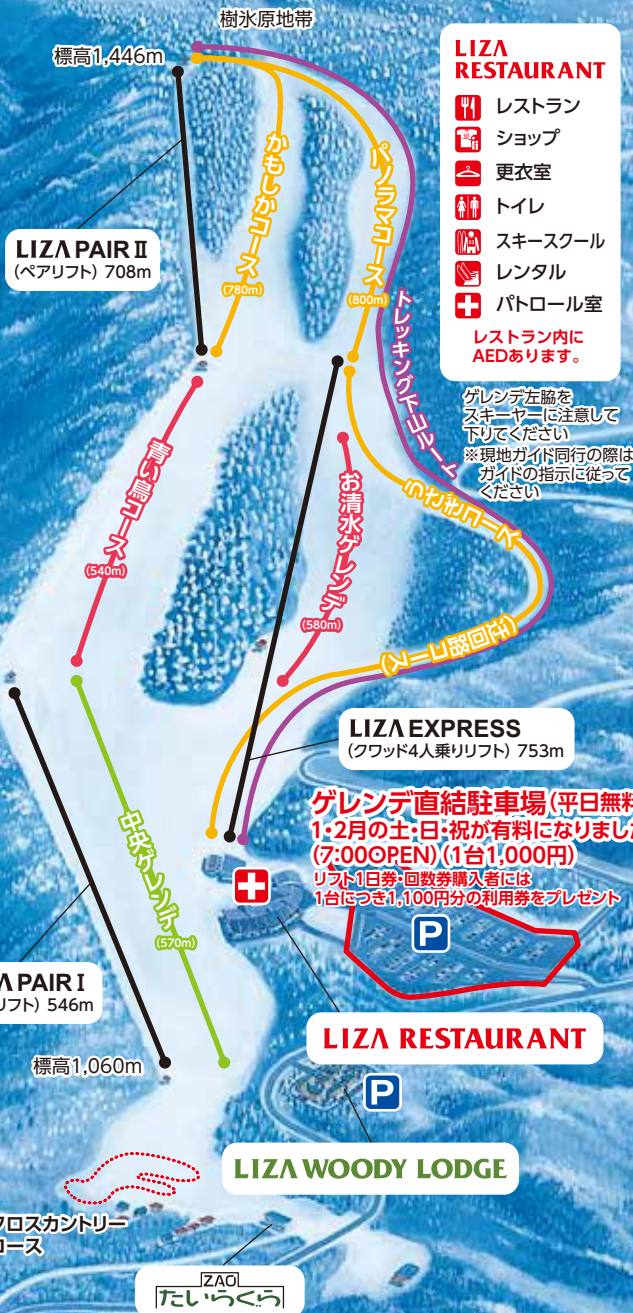 樹氷原地帯
標高1,446m
LIZA
RESTAURANT
レストラン
ショップ
更衣室
トイレ
スキースクール
レンタル
パトロール室
レストラン内に
AEDあります。
かもしかコース
(780m)
パノラマコース
(800m)
LIZA PAIR II
(ペアリフト) 708m
トレッキング下山ルート
ゲレンデ左脇を
スキーヤーに注意して
下りてください
※現地ガイド同行の際は
ガイドの指示に従って
ください
青い鳥コース
(540m)
お清水ゲレンデ
(580m)
うさぎコース
(迂回路コース)
LIZA EXPRESS
(クワッド4人乗りリフト) 753m
ゲレンデ直結駐車場(平日無料
1・2月の土・日・祝が有料になりました
(7:00OPEN)(1台1,000円)
リフト1日券・回数券購入者には
1台につき1,100円分の利用券をプレゼント
P
中央ゲレンデ
(570m)
A PAIR I
リフト) 546m
LIZA RESTAURANT
標高1,060m
P
LIZA WOODY LODGE
クロスカントリー
コース
ZAO
たいらくら